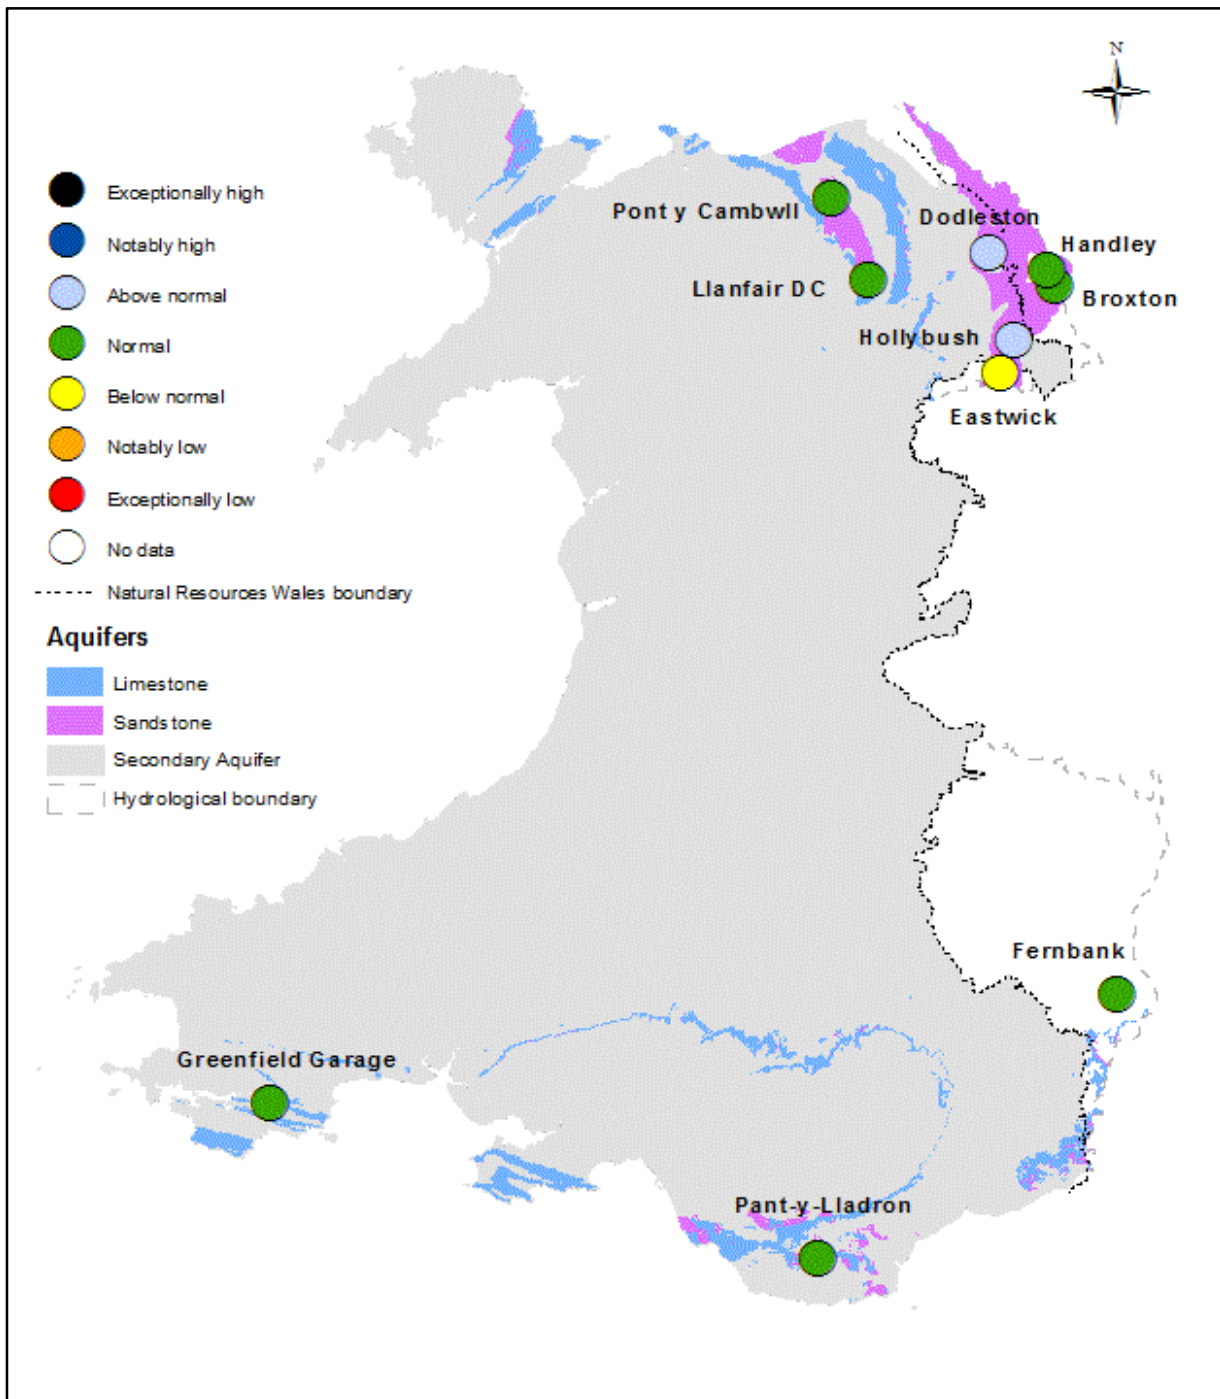 N
Exceptionally high
Notably high
Above normal
Normal
Below normal
Notably low
Exceptionally low
No data
Natural Resources Wales boundary
Aquifers
Limestone
Sandstone
Secondary Aquifer
Hydrological boundary
Pont y Cambwll
Dodleston
Handley
Llanfair DC
Broxton
Hollybush
Eastwick
Fernbank
Greenfield Garage
Pant-y-Lladron